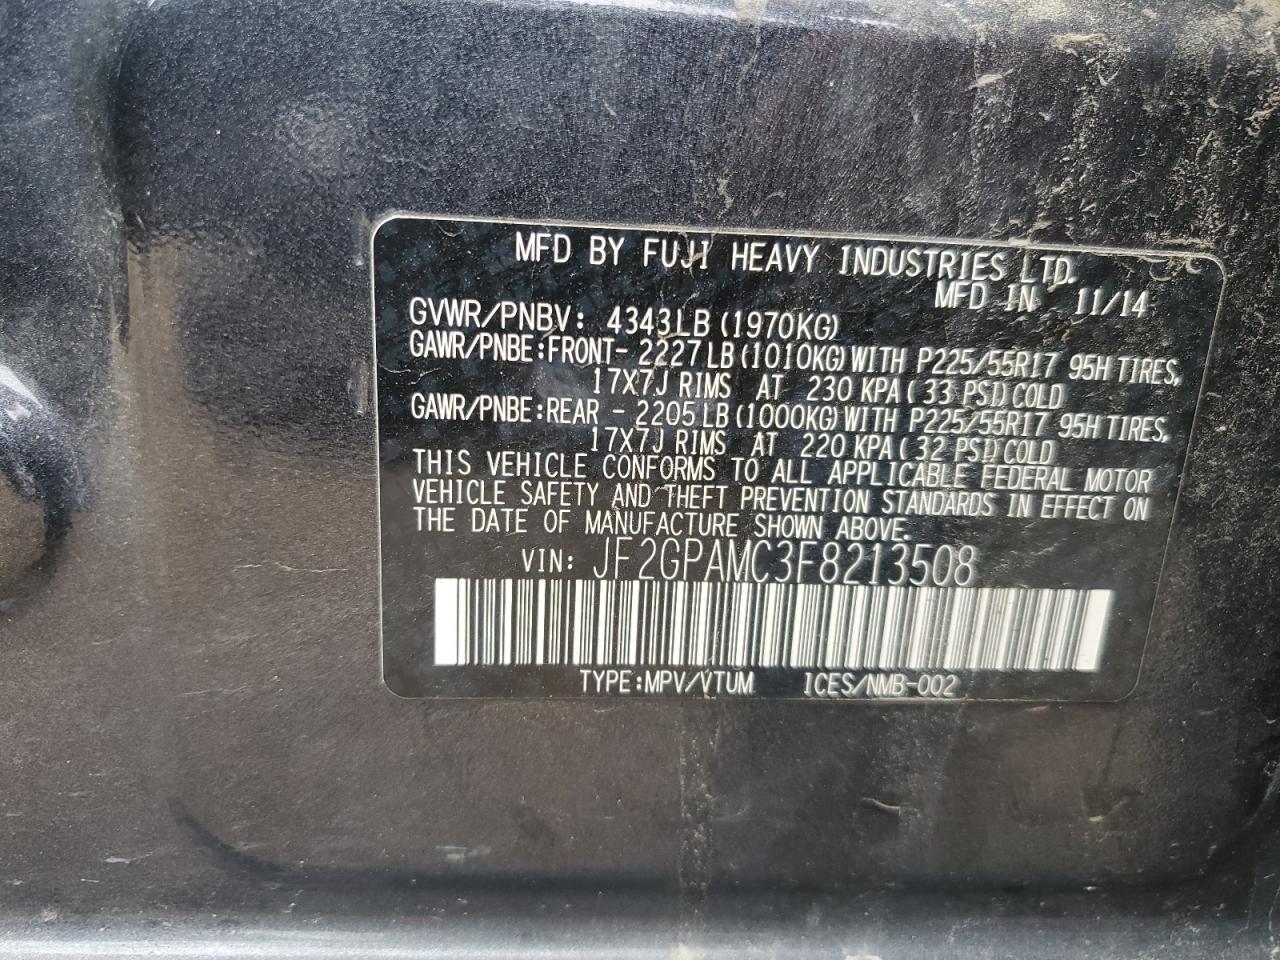 MFD BY FUJI HEAVY INDUSTRIES LTD.
MFD IN 11/14
GVWR/PNBV: 4343LB (1970KG)
GAWR/PNBE:FRONT- 2227LB (1010KG) WITH P225/55R17 95H TIRES,
17X7J RIMS AT 230 KPA ( 33 PSI) COLD
GAWR/PNBE:REAR - 2205LB (1000KG) WITH P225/55R17 95H TIRES,
17X7J RIMS AT 220 KPA ( 32 PSI) COLD
THIS VEHICLE CONFORMS TO ALL APPLICABLE FEDERAL MOTOR
VEHICLE SAFETY AND THEFT PREVENTION STANDARDS IN EFFECT ON
THE DATE OF MANUFACTURE SHOWN ABOVE.
VIN: JF2GPAMC3F8213508
TYPE:MPV/VTUM ICES/NMB-002